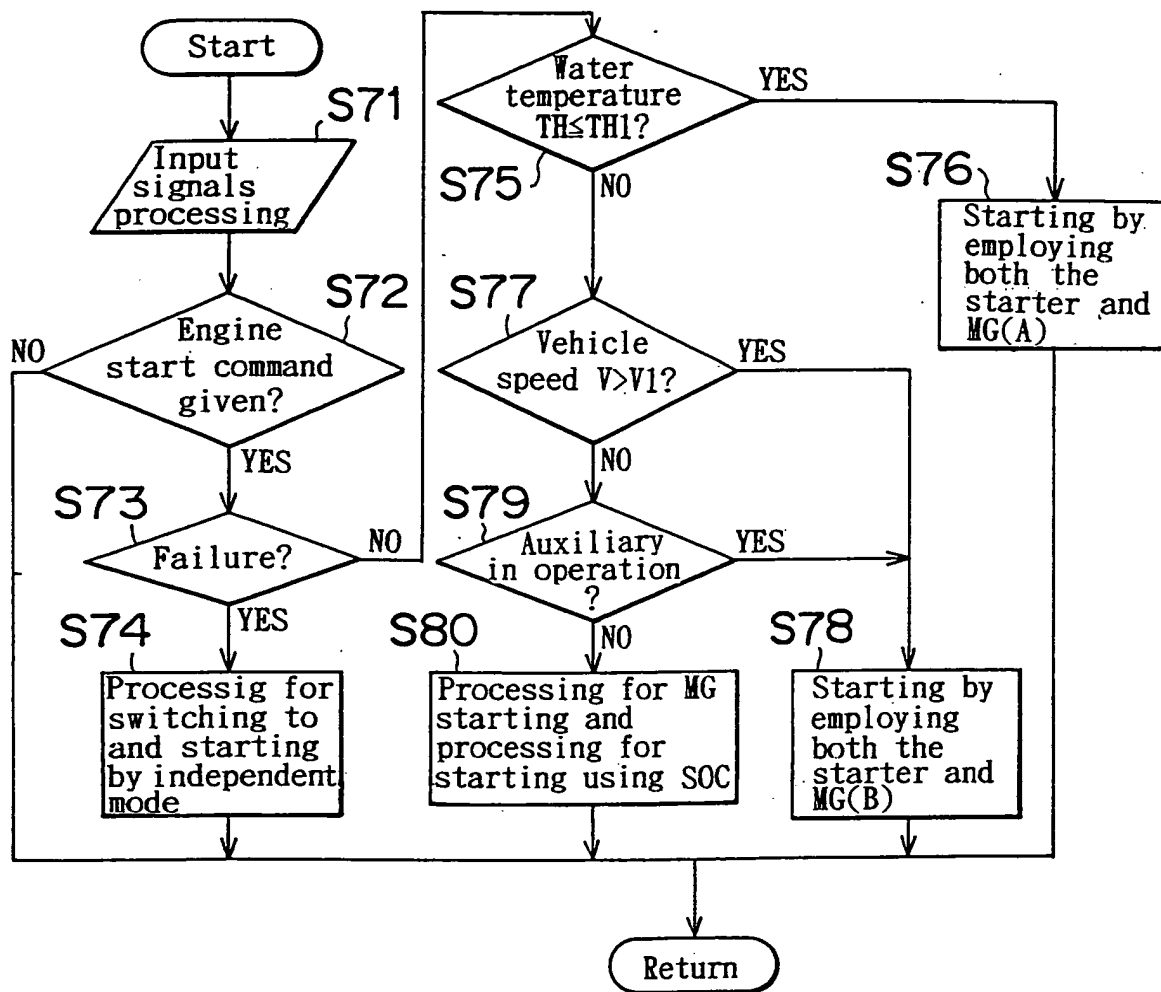 Start
S71
Input
signals
processing
S72
Engine
start command
given?
NO
YES
S73
Failure?
NO
YES
S74
Processig for
switching to
and starting
by independent
mode
Water
temperature
TH≦TH1?
YES
S75
NO
S76
Starting by
employing
both the
starter and
MG(A)
S77
Vehicle
speed V>V1?
YES
NO
S79
Auxiliary
in operation
?
YES
NO
S80
Processing for MG
starting and
processing for
starting using SOC
S78
Starting by
employing
both the
starter and
MG(B)
Return